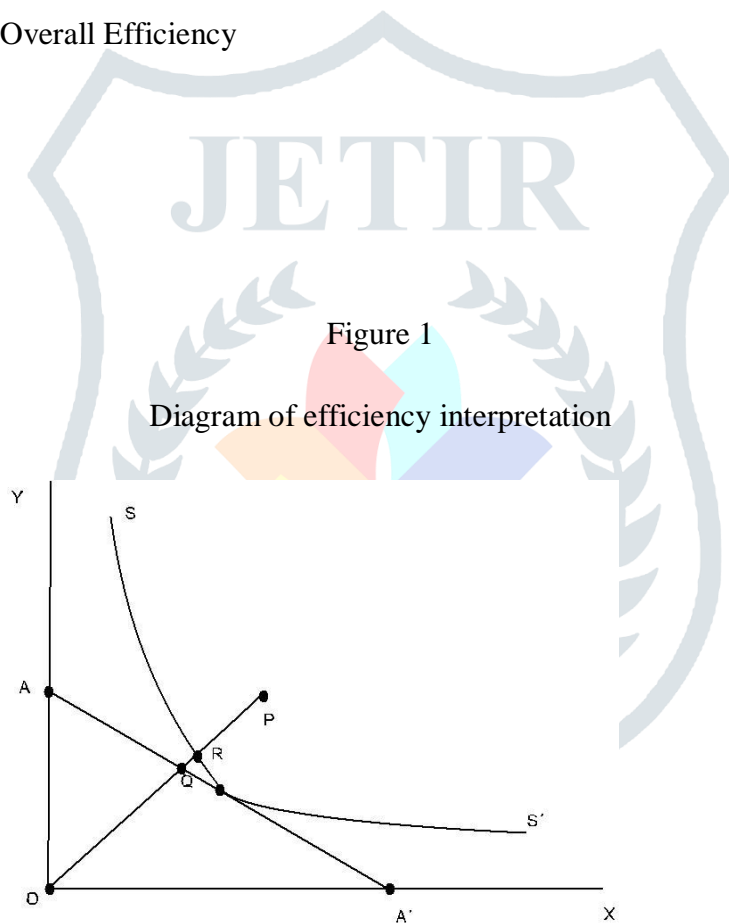 Overall Efficiency
JETIR
Figure 1
Diagram of efficiency interpretation
Y
S
A
P
R
Q
S'
O
A'
X